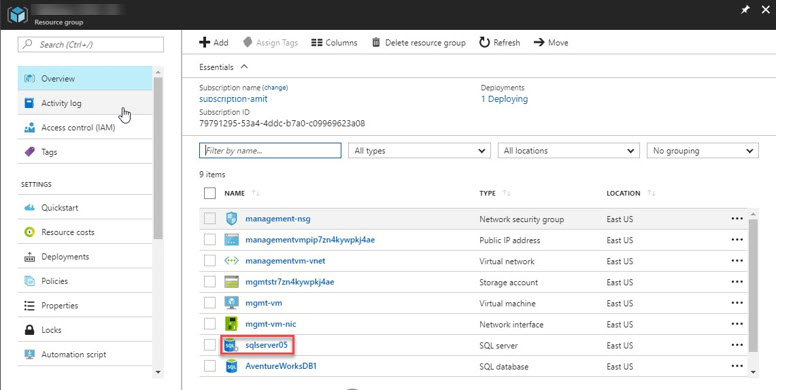 Resource group
Search (Ctrl+/)
Overview
Activity log
Access control (IAM)
Tags
SETTINGS
Quickstart
Resource costs
Deployments
Policies
Properties
Locks
Automation script
Add Assign Tags Columns Delete resource group Refresh Move
Essentials
Subscription name (change) Deployments
subscription-amit 1 Deploying
Subscription ID
79791295-53a4-4ddc-b7a0-c09969623a08
Filter by name... All types All locations No grouping
9 items
NAME TYPE LOCATION
management-nsg Network security group East US
managementvmpip7zn4kywpkj4ae Public IP address East US
managementvm-vnet Virtual network East US
mgmtstr7zn4kywpkj4ae Storage account East US
mgmt-vm Virtual machine East US
mgmt-vm-nic Network interface East US
sqlserver05 SQL server East US
AventureWorksDB1 SQL database East US